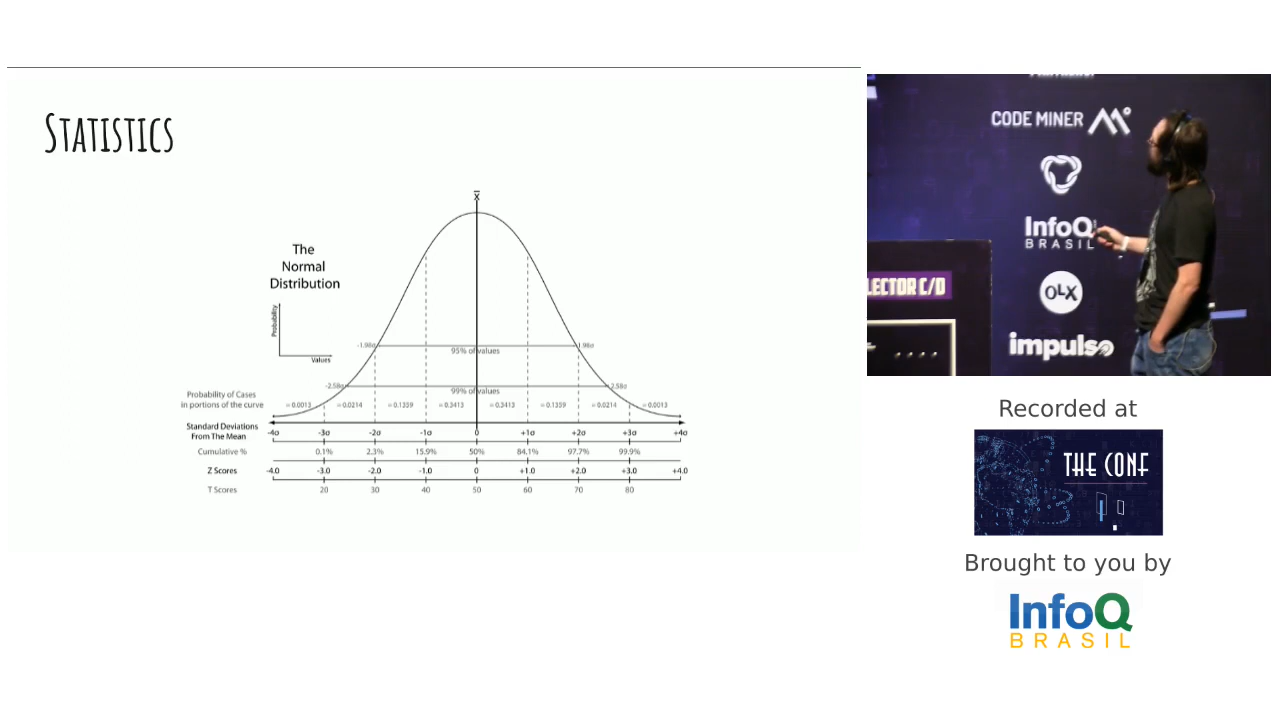 STATISTICS
x̄
The
Normal
Distribution
Probability
Values
-1.98σ
1.98σ
95% of values
-2.58σ
2.58σ
99% of values
Probability of Cases
in portions of the curve
≈0.0013 ≈0.0214 ≈0.1359 ≈0.3413 ≈0.3413 ≈0.1359 ≈0.0214 ≈0.0013
Standard Deviations
From The Mean
-4σ -3σ -2σ -1σ 0 +1σ +2σ +3σ +4σ
Cumulative % 0.1% 2.3% 15.9% 50% 84.1% 97.7% 99.9%
Z Scores -4.0 -3.0 -2.0 -1.0 0 +1.0 +2.0 +3.0 +4.0
T Scores 20 30 40 50 60 70 80
CODE MINER
InfoQ
BRASIL
LECTOR C/D
OLX
impulso
Recorded at
THE CONF
Brought to you by
InfoQ
BRASIL